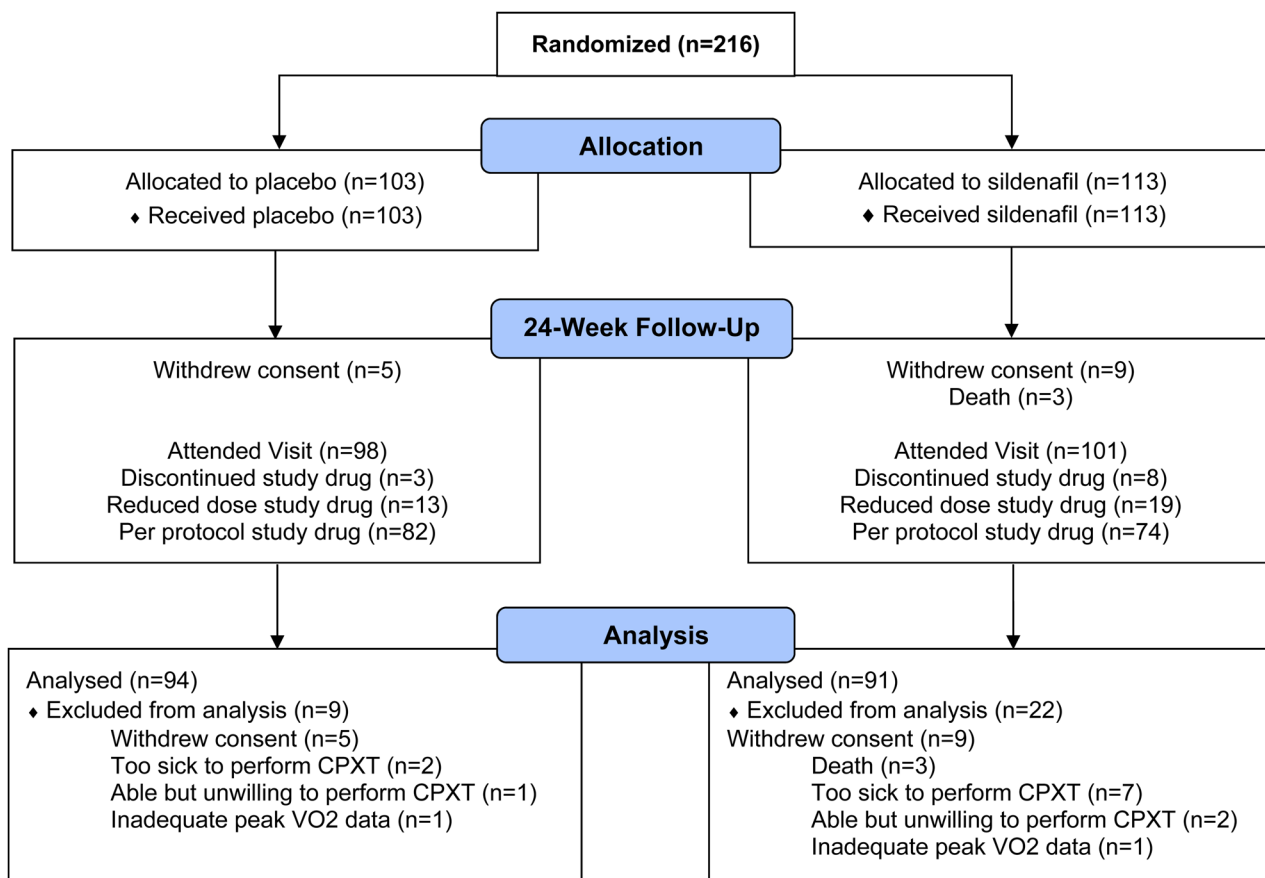 Randomized (n=216)
Allocation
Allocated to placebo (n=103)
♦ Received placebo (n=103)
Allocated to sildenafil (n=113)
♦ Received sildenafil (n=113)
24-Week Follow-Up
Withdrew consent (n=5)
Attended Visit (n=98)
Discontinued study drug (n=3)
Reduced dose study drug (n=13)
Per protocol study drug (n=82)
Withdrew consent (n=9)
Death (n=3)
Attended Visit (n=101)
Discontinued study drug (n=8)
Reduced dose study drug (n=19)
Per protocol study drug (n=74)
Analysis
Analysed (n=94)
♦ Excluded from analysis (n=9)
Withdrew consent (n=5)
Too sick to perform CPXT (n=2)
Able but unwilling to perform CPXT (n=1)
Inadequate peak VO2 data (n=1)
Analysed (n=91)
♦ Excluded from analysis (n=22)
Withdrew consent (n=9)
Death (n=3)
Too sick to perform CPXT (n=7)
Able but unwilling to perform CPXT (n=2)
Inadequate peak VO2 data (n=1)